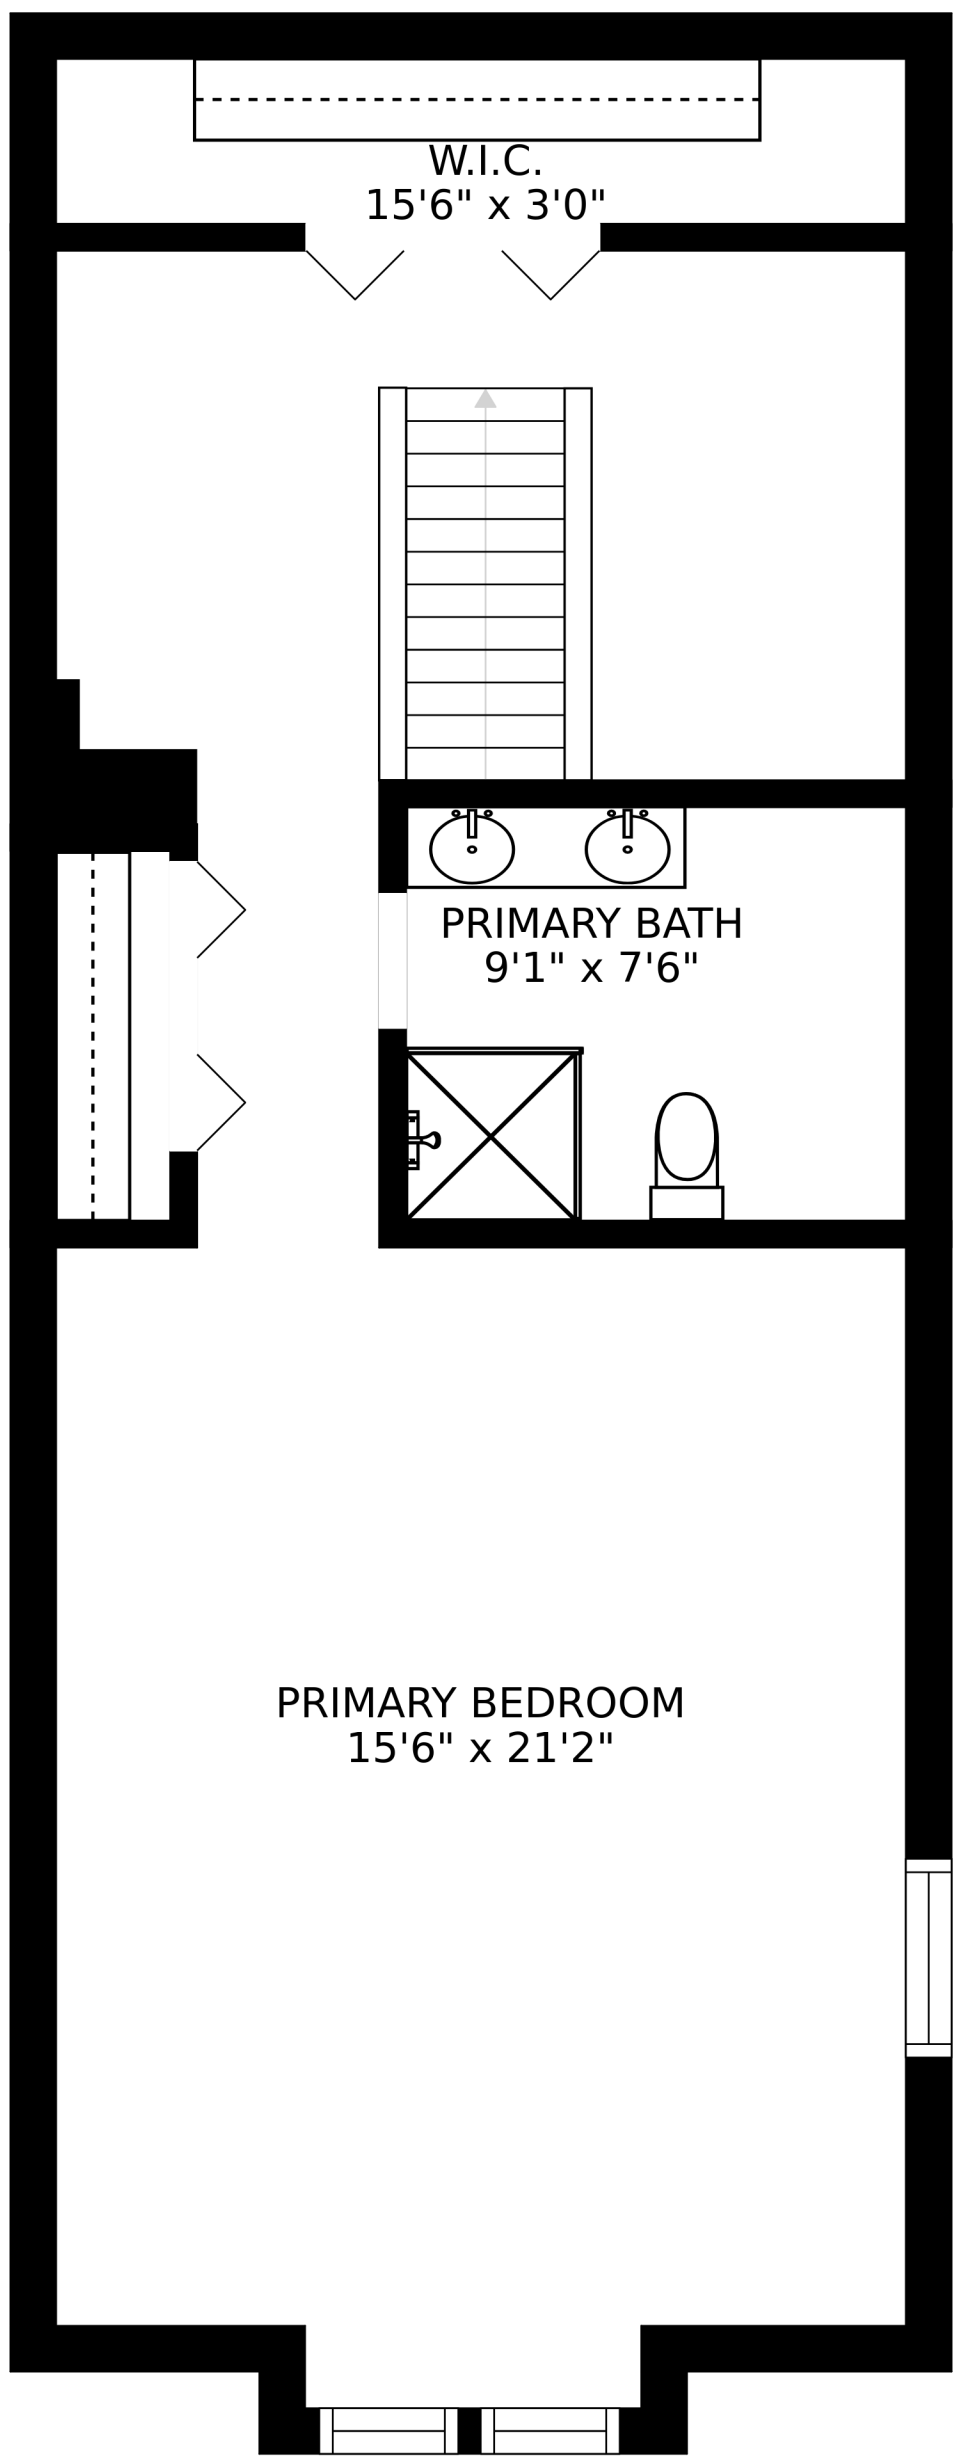 W.I.C.
15'6" x 3'0"
PRIMARY BATH
9'1" x 7'6"
PRIMARY BEDROOM
15'6" x 21'2"